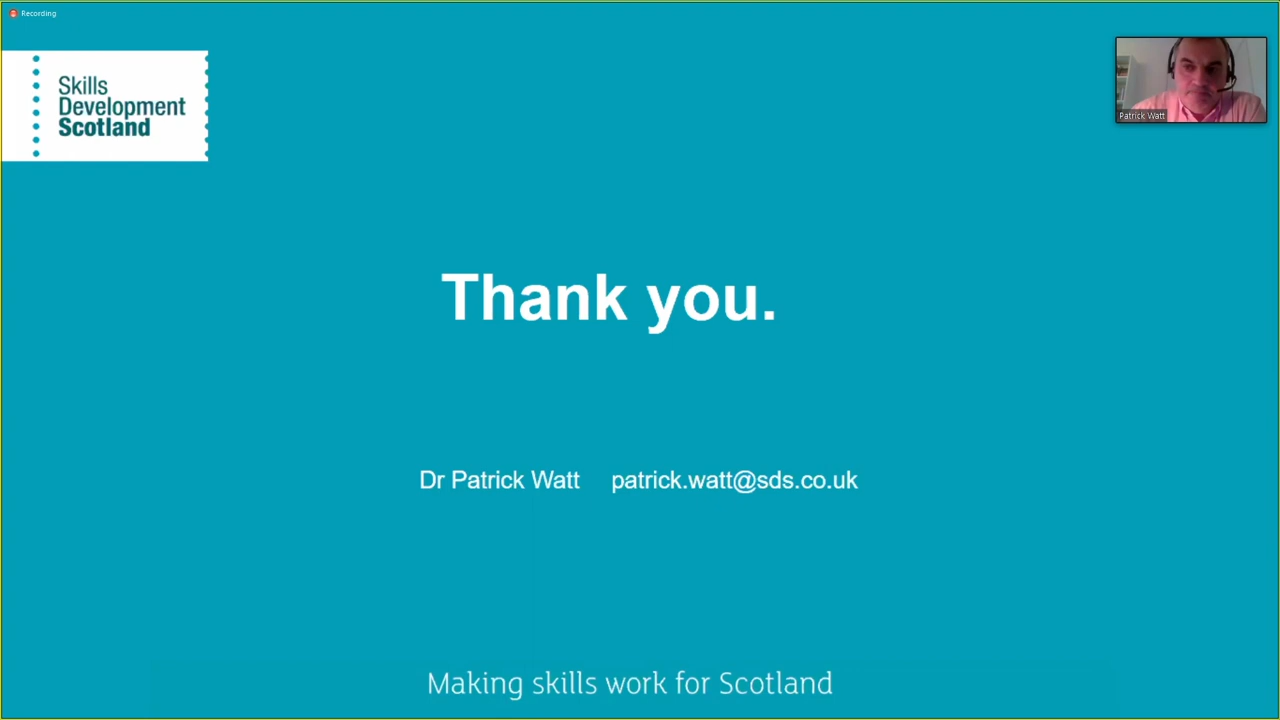 Recording
Skills
Development
Scotland
Patrick Watt
Thank you.
Dr Patrick Watt patrick.watt@sds.co.uk
Making skills work for Scotland